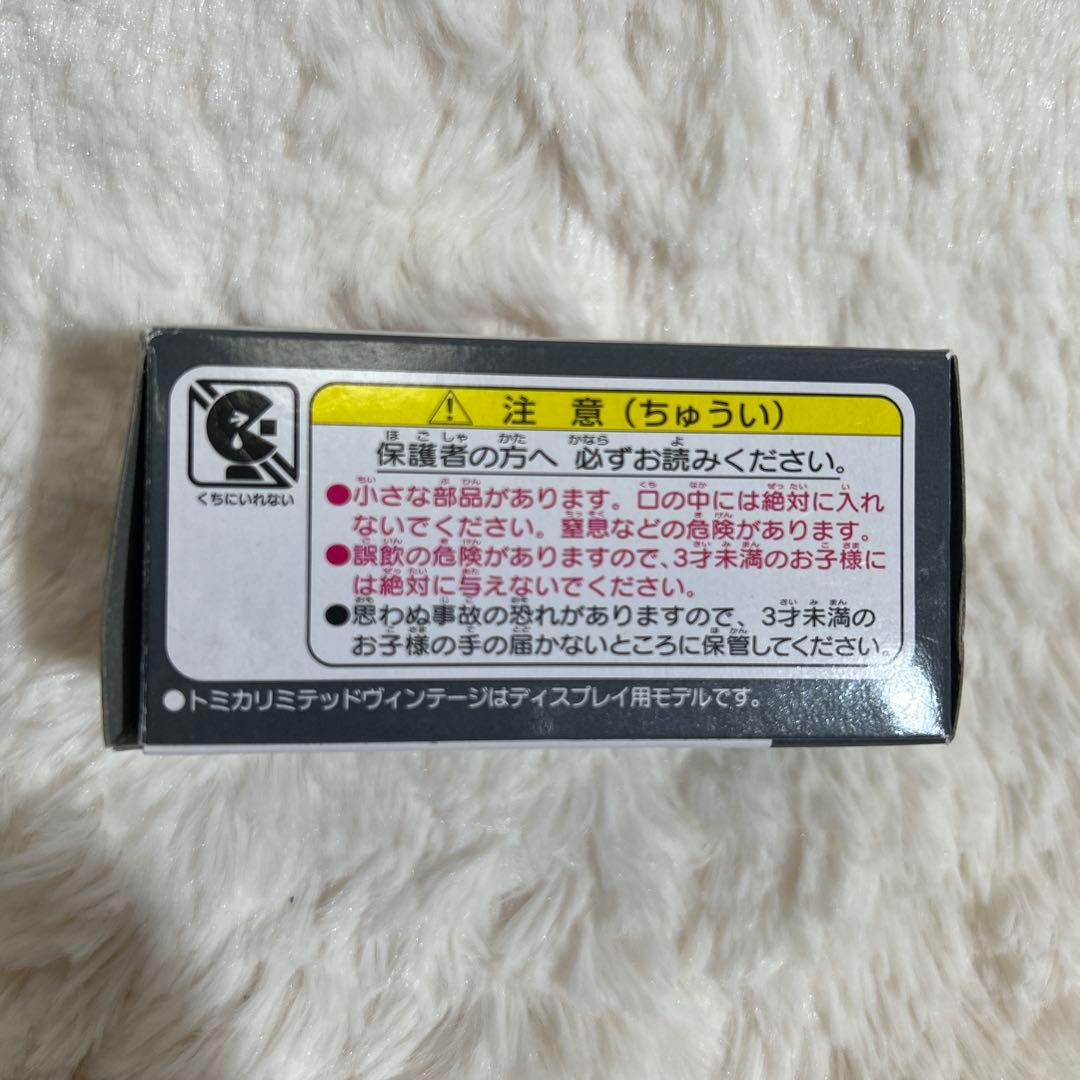 注意(ちゅうい)
保護者の方へ 必ずお読みください。
くちにいれない
●小さな部品があります。口の中には絶対に入れ
ないでください。窒息などの危険があります。
●誤飲の危険がありますので、3才未満のお子様に
は絶対に与えないでください。
●思わぬ事故の恐れがありますので、3才未満の
お子様の手の届かないところに保管してください。
●トミカリミテッドヴィンテージはディスプレイ用モデルです。